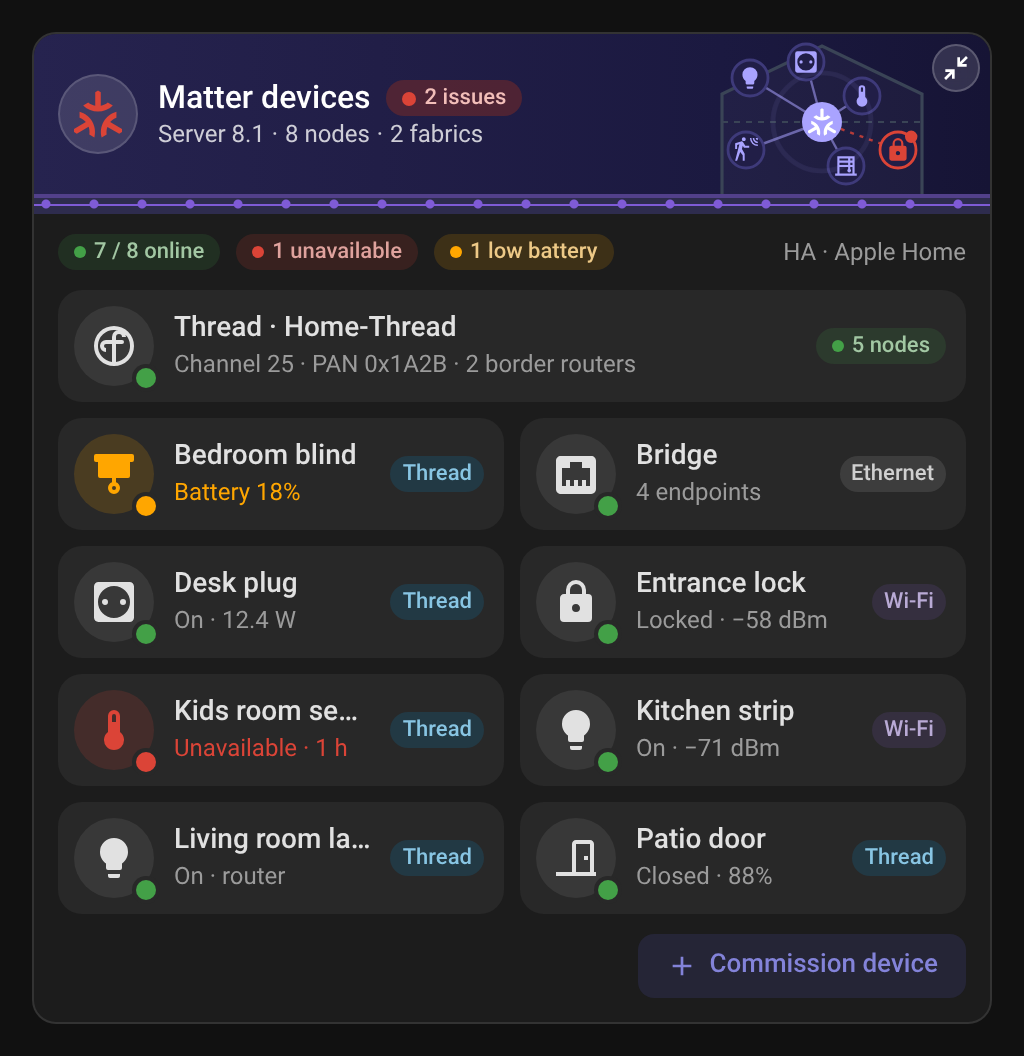 Matter devices
2 issues
Server 8.1 · 8 nodes · 2 fabrics
7 / 8 online
1 unavailable
1 low battery
HA · Apple Home
Thread · Home-Thread
Channel 25 · PAN 0x1A2B · 2 border routers
5 nodes
Bedroom blind
Battery 18%
Thread
Bridge
4 endpoints
Ethernet
Desk plug
On · 12.4 W
Thread
Entrance lock
Locked · −58 dBm
Wi-Fi
Kids room se...
Unavailable · 1 h
Thread
Kitchen strip
On · −71 dBm
Wi-Fi
Living room la...
On · router
Thread
Patio door
Closed · 88%
Thread
+ Commission device